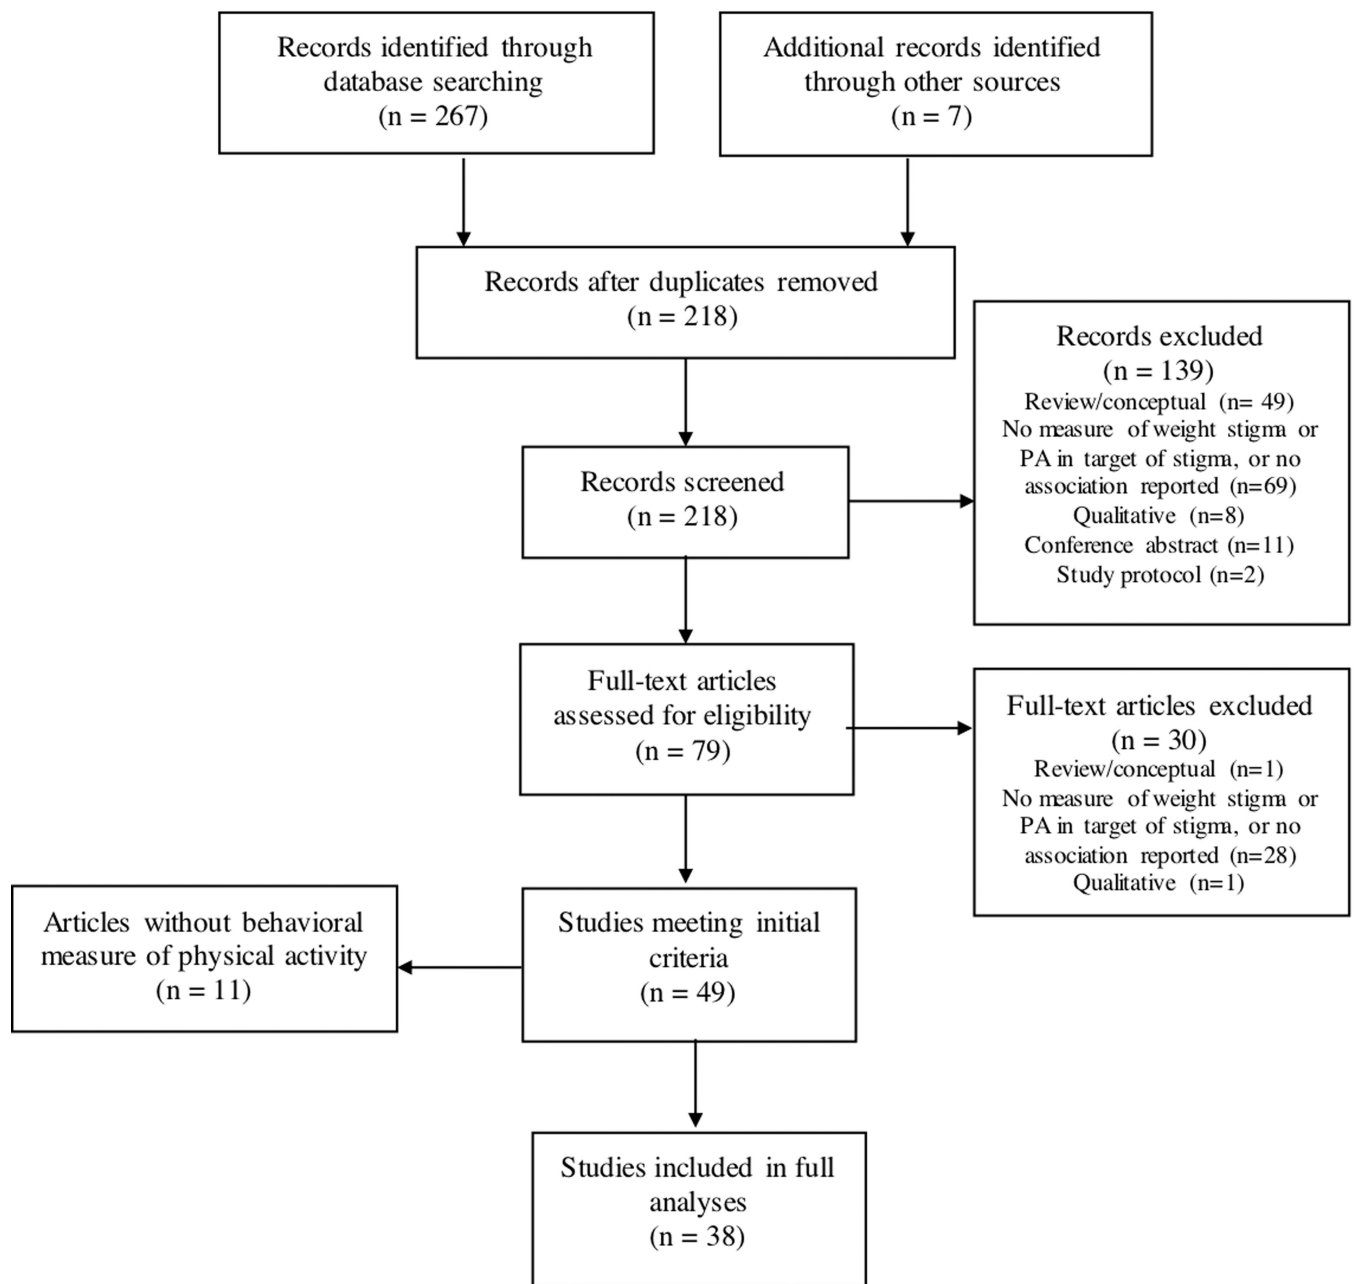 Records identified through
database searching
(n = 267)
Additional records identified
through other sources
(n = 7)
Records after duplicates removed
(n = 218)
Records screened
(n = 218)
Records excluded
(n = 139)
Review/conceptual (n= 49)
No measure of weight stigma or
PA in target of stigma, or no
association reported (n=69)
Qualitative (n=8)
Conference abstract (n=11)
Study protocol (n=2)
Full-text articles
assessed for eligibility
(n = 79)
Full-text articles excluded
(n = 30)
Review/conceptual (n=1)
No measure of weight stigma or
PA in target of stigma, or no
association reported (n=28)
Qualitative (n=1)
Studies meeting initial
criteria
(n = 49)
Articles without behavioral
measure of physical activity
(n = 11)
Studies included in full
analyses
(n = 38)